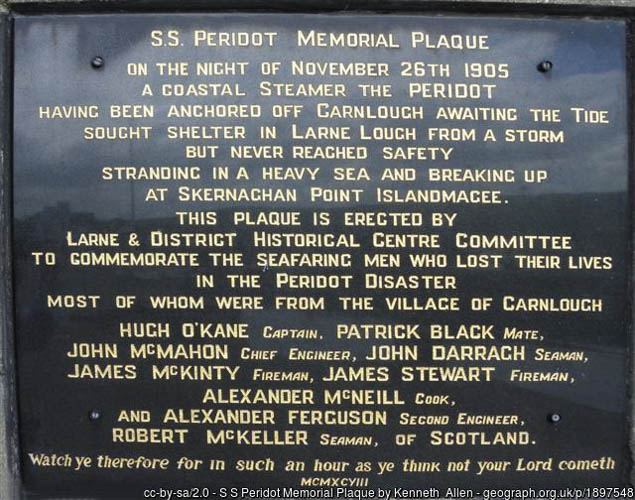 S.S. PERIDOT MEMORIAL PLAQUE
ON THE NIGHT OF NOVEMBER 26TH 1905
A COASTAL STEAMER THE PERIDOT
HAVING BEEN ANCHORED OFF CARNLOUGH AWAITING THE TIDE
SOUGHT SHELTER IN LARNE LOUGH FROM A STORM
BUT NEVER REACHED SAFETY
STRANDING IN A HEAVY SEA AND BREAKING UP
AT SKERNAGHAN POINT ISLANDMAGEE.
THIS PLAQUE IS ERECTED BY
LARNE & DISTRICT HISTORICAL CENTRE COMMITTEE
TO COMMEMORATE THE SEAFARING MEN WHO LOST THEIR LIVES
IN THE PERIDOT DISASTER
MOST OF WHOM WERE FROM THE VILLAGE OF CARNLOUGH
HUGH O'KANE CAPTAIN, PATRICK BLACK MATE,
JOHN McMAHON CHIEF ENGINEER, JOHN DARRAGH SEAMAN,
JAMES McKINTY FIREMAN, JAMES STEWART FIREMAN,
ALEXANDER McNEILL COOK,
AND ALEXANDER FERGUSON SECOND ENGINEER,
ROBERT McKELLER SEAMAN, OF SCOTLAND.
Watch ye therefore for in such an hour as ye think not your Lord cometh
MCMXCVIII
cc-by-sa/2.0 - S S Peridot Memorial Plaque by Kenneth Allen - geograph.org.uk/p/1897548